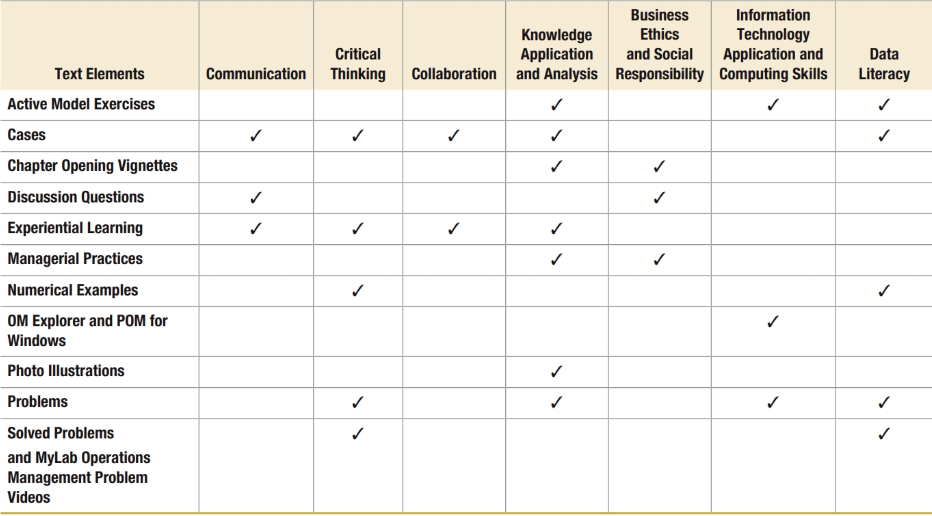 Text Elements Communication Critical Thinking Collaboration Knowledge Application and Analysis Business Ethics and Social Responsibility Information Technology Application and Computing Skills Data Literacy
Active Model Exercises ✓ ✓ ✓
Cases ✓ ✓ ✓ ✓ ✓
Chapter Opening Vignettes ✓ ✓
Discussion Questions ✓ ✓
Experiential Learning ✓ ✓ ✓ ✓
Managerial Practices ✓ ✓
Numerical Examples ✓ ✓
OM Explorer and POM for ✓
Windows
Photo Illustrations ✓
Problems ✓ ✓ ✓ ✓
Solved Problems ✓ ✓
and MyLab Operations
Management Problem
Videos